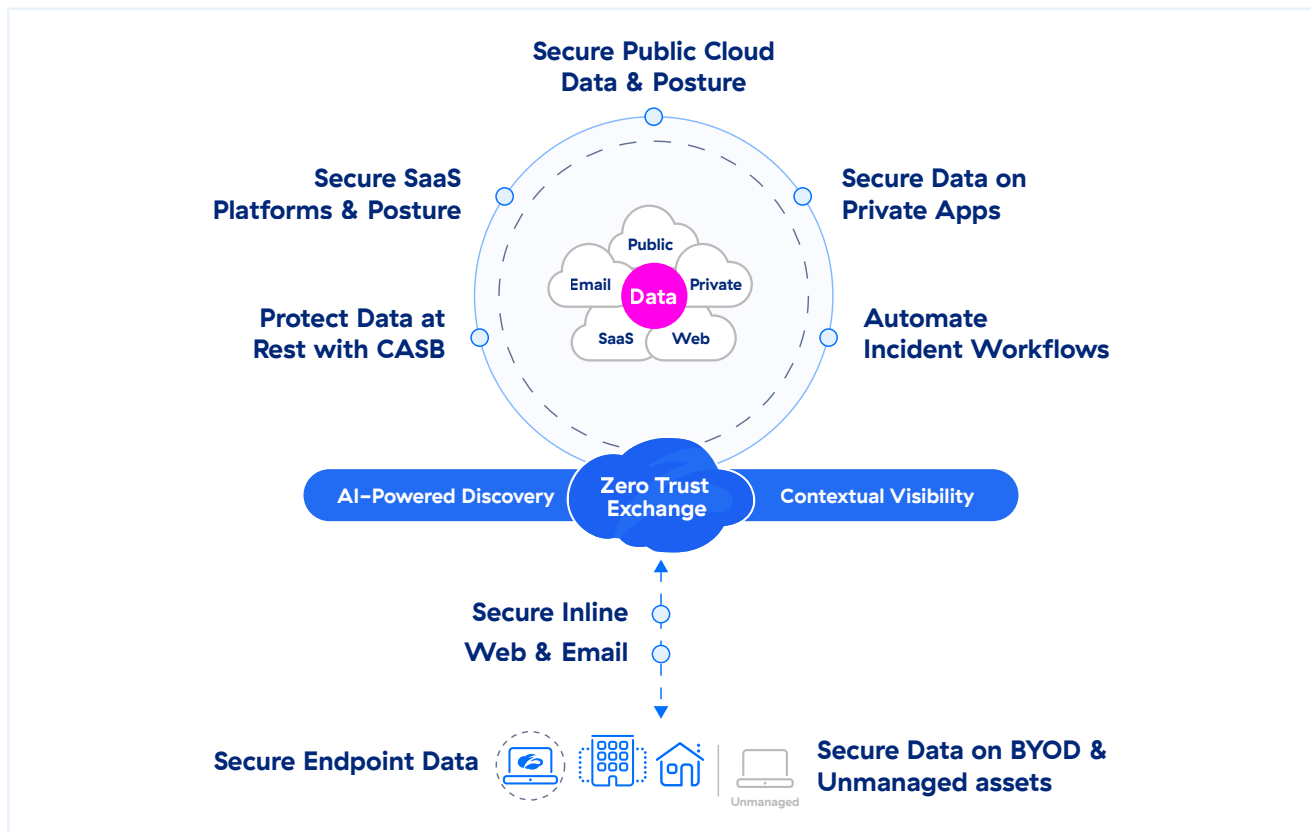 Secure Public Cloud
Data & Posture
Secure SaaS
Platforms & Posture
Secure Data on
Private Apps
Public
Email
Private
Data
SaaS
Web
Protect Data at
Rest with CASB
Automate
Incident Workflows
AI-Powered Discovery
Zero Trust
Exchange
Contextual Visibility
Secure Inline
Web & Email
Secure Endpoint Data
Unmanaged
Secure Data on BYOD &
Unmanaged assets